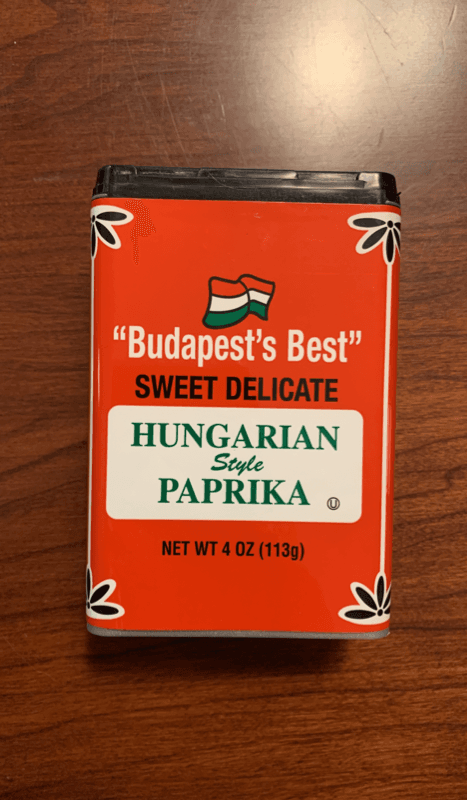 "Budapest's Best"
SWEET DELICATE
HUNGARIAN
Style
PAPRIKA Ⓤ
NET WT 4 OZ (113g)